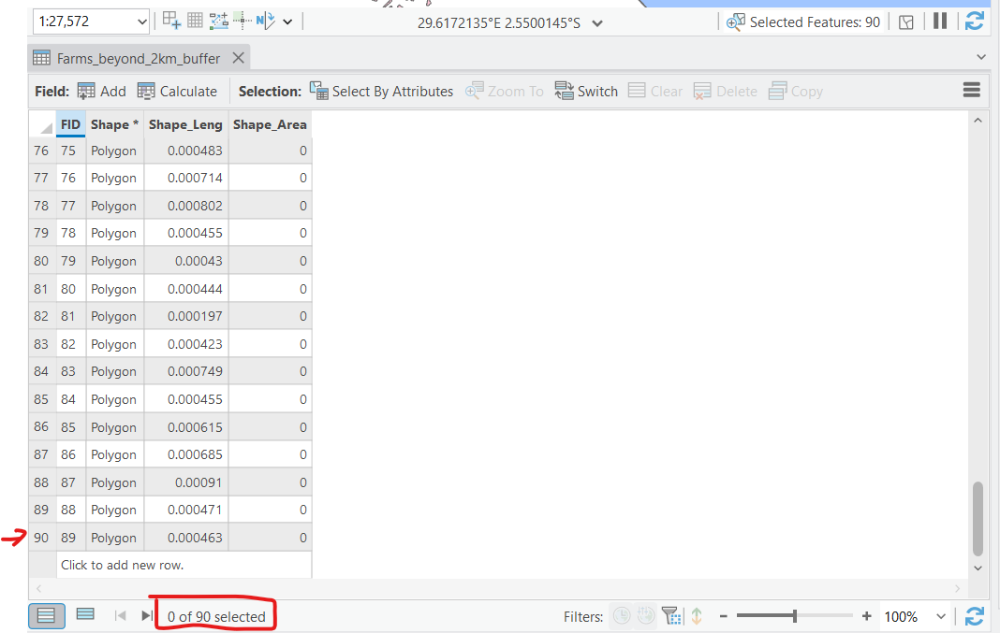 1:27,572
29.6172135°E 2.5500145°S
Selected Features: 90
Farms_beyond_2km_buffer
Field: Add Calculate Selection: Select By Attributes Zoom To Switch Clear Delete Copy
FID Shape * Shape_Leng Shape_Area
76 75 Polygon 0.000483 0
77 76 Polygon 0.000714 0
78 77 Polygon 0.000802 0
79 78 Polygon 0.000455 0
80 79 Polygon 0.00043 0
81 80 Polygon 0.000444 0
82 81 Polygon 0.000197 0
83 82 Polygon 0.000423 0
84 83 Polygon 0.000749 0
85 84 Polygon 0.000455 0
86 85 Polygon 0.000615 0
87 86 Polygon 0.000685 0
88 87 Polygon 0.00091 0
89 88 Polygon 0.000471 0
90 89 Polygon 0.000463 0
Click to add new row.
0 of 90 selected
Filters:
100%